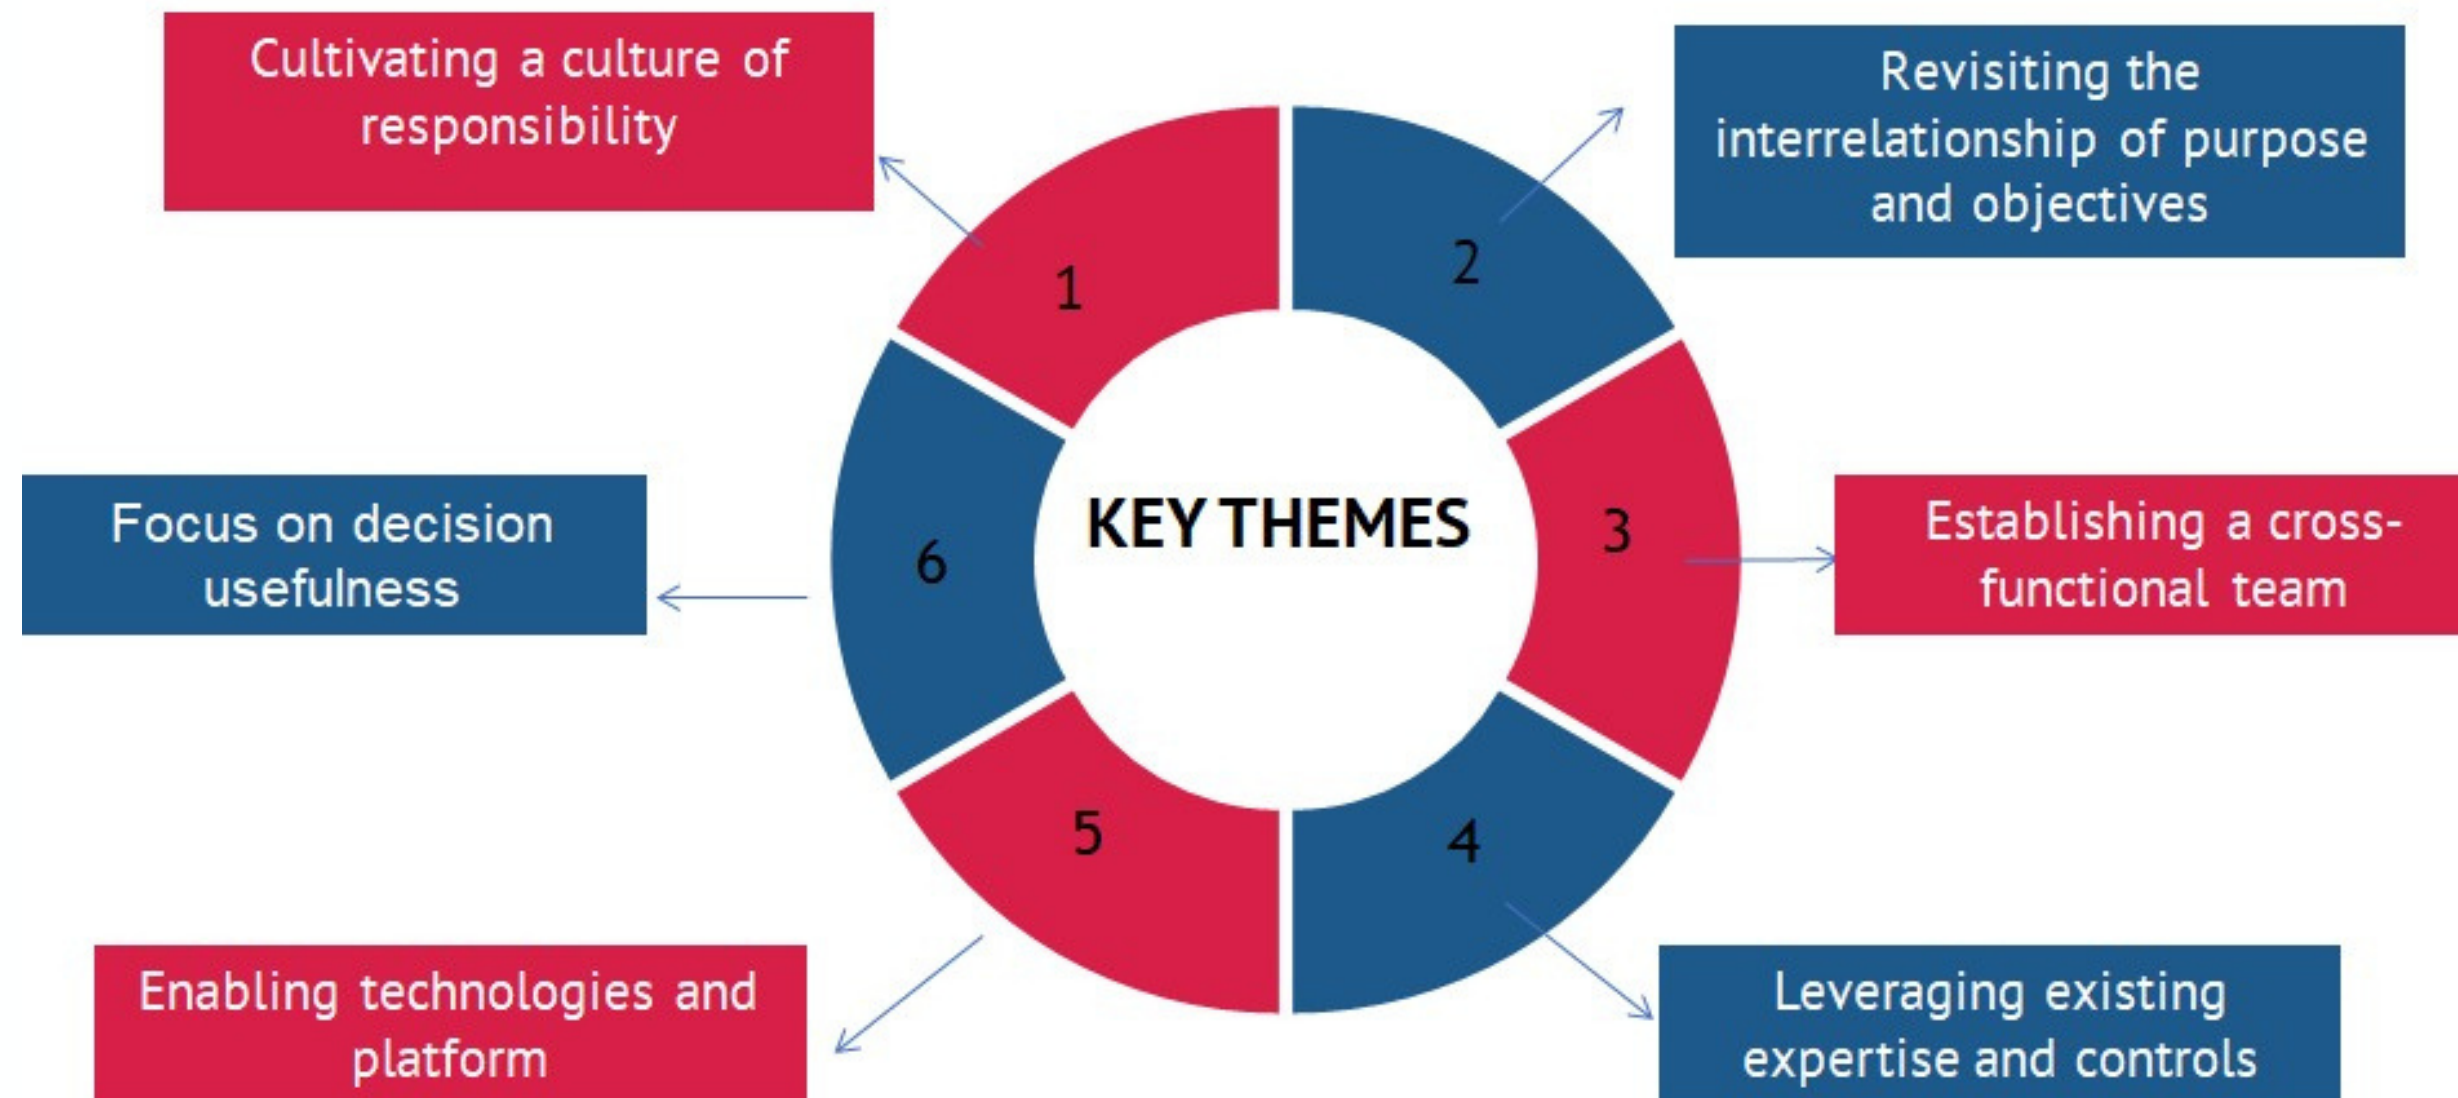 Cultivating a culture of
responsibility
1
2
Revisiting the
interrelationship of purpose
and objectives
KEY THEMES
3
Establishing a cross-
functional team
4
Leveraging existing
expertise and controls
5
Enabling technologies and
platform
6
Focus on decision
usefulness